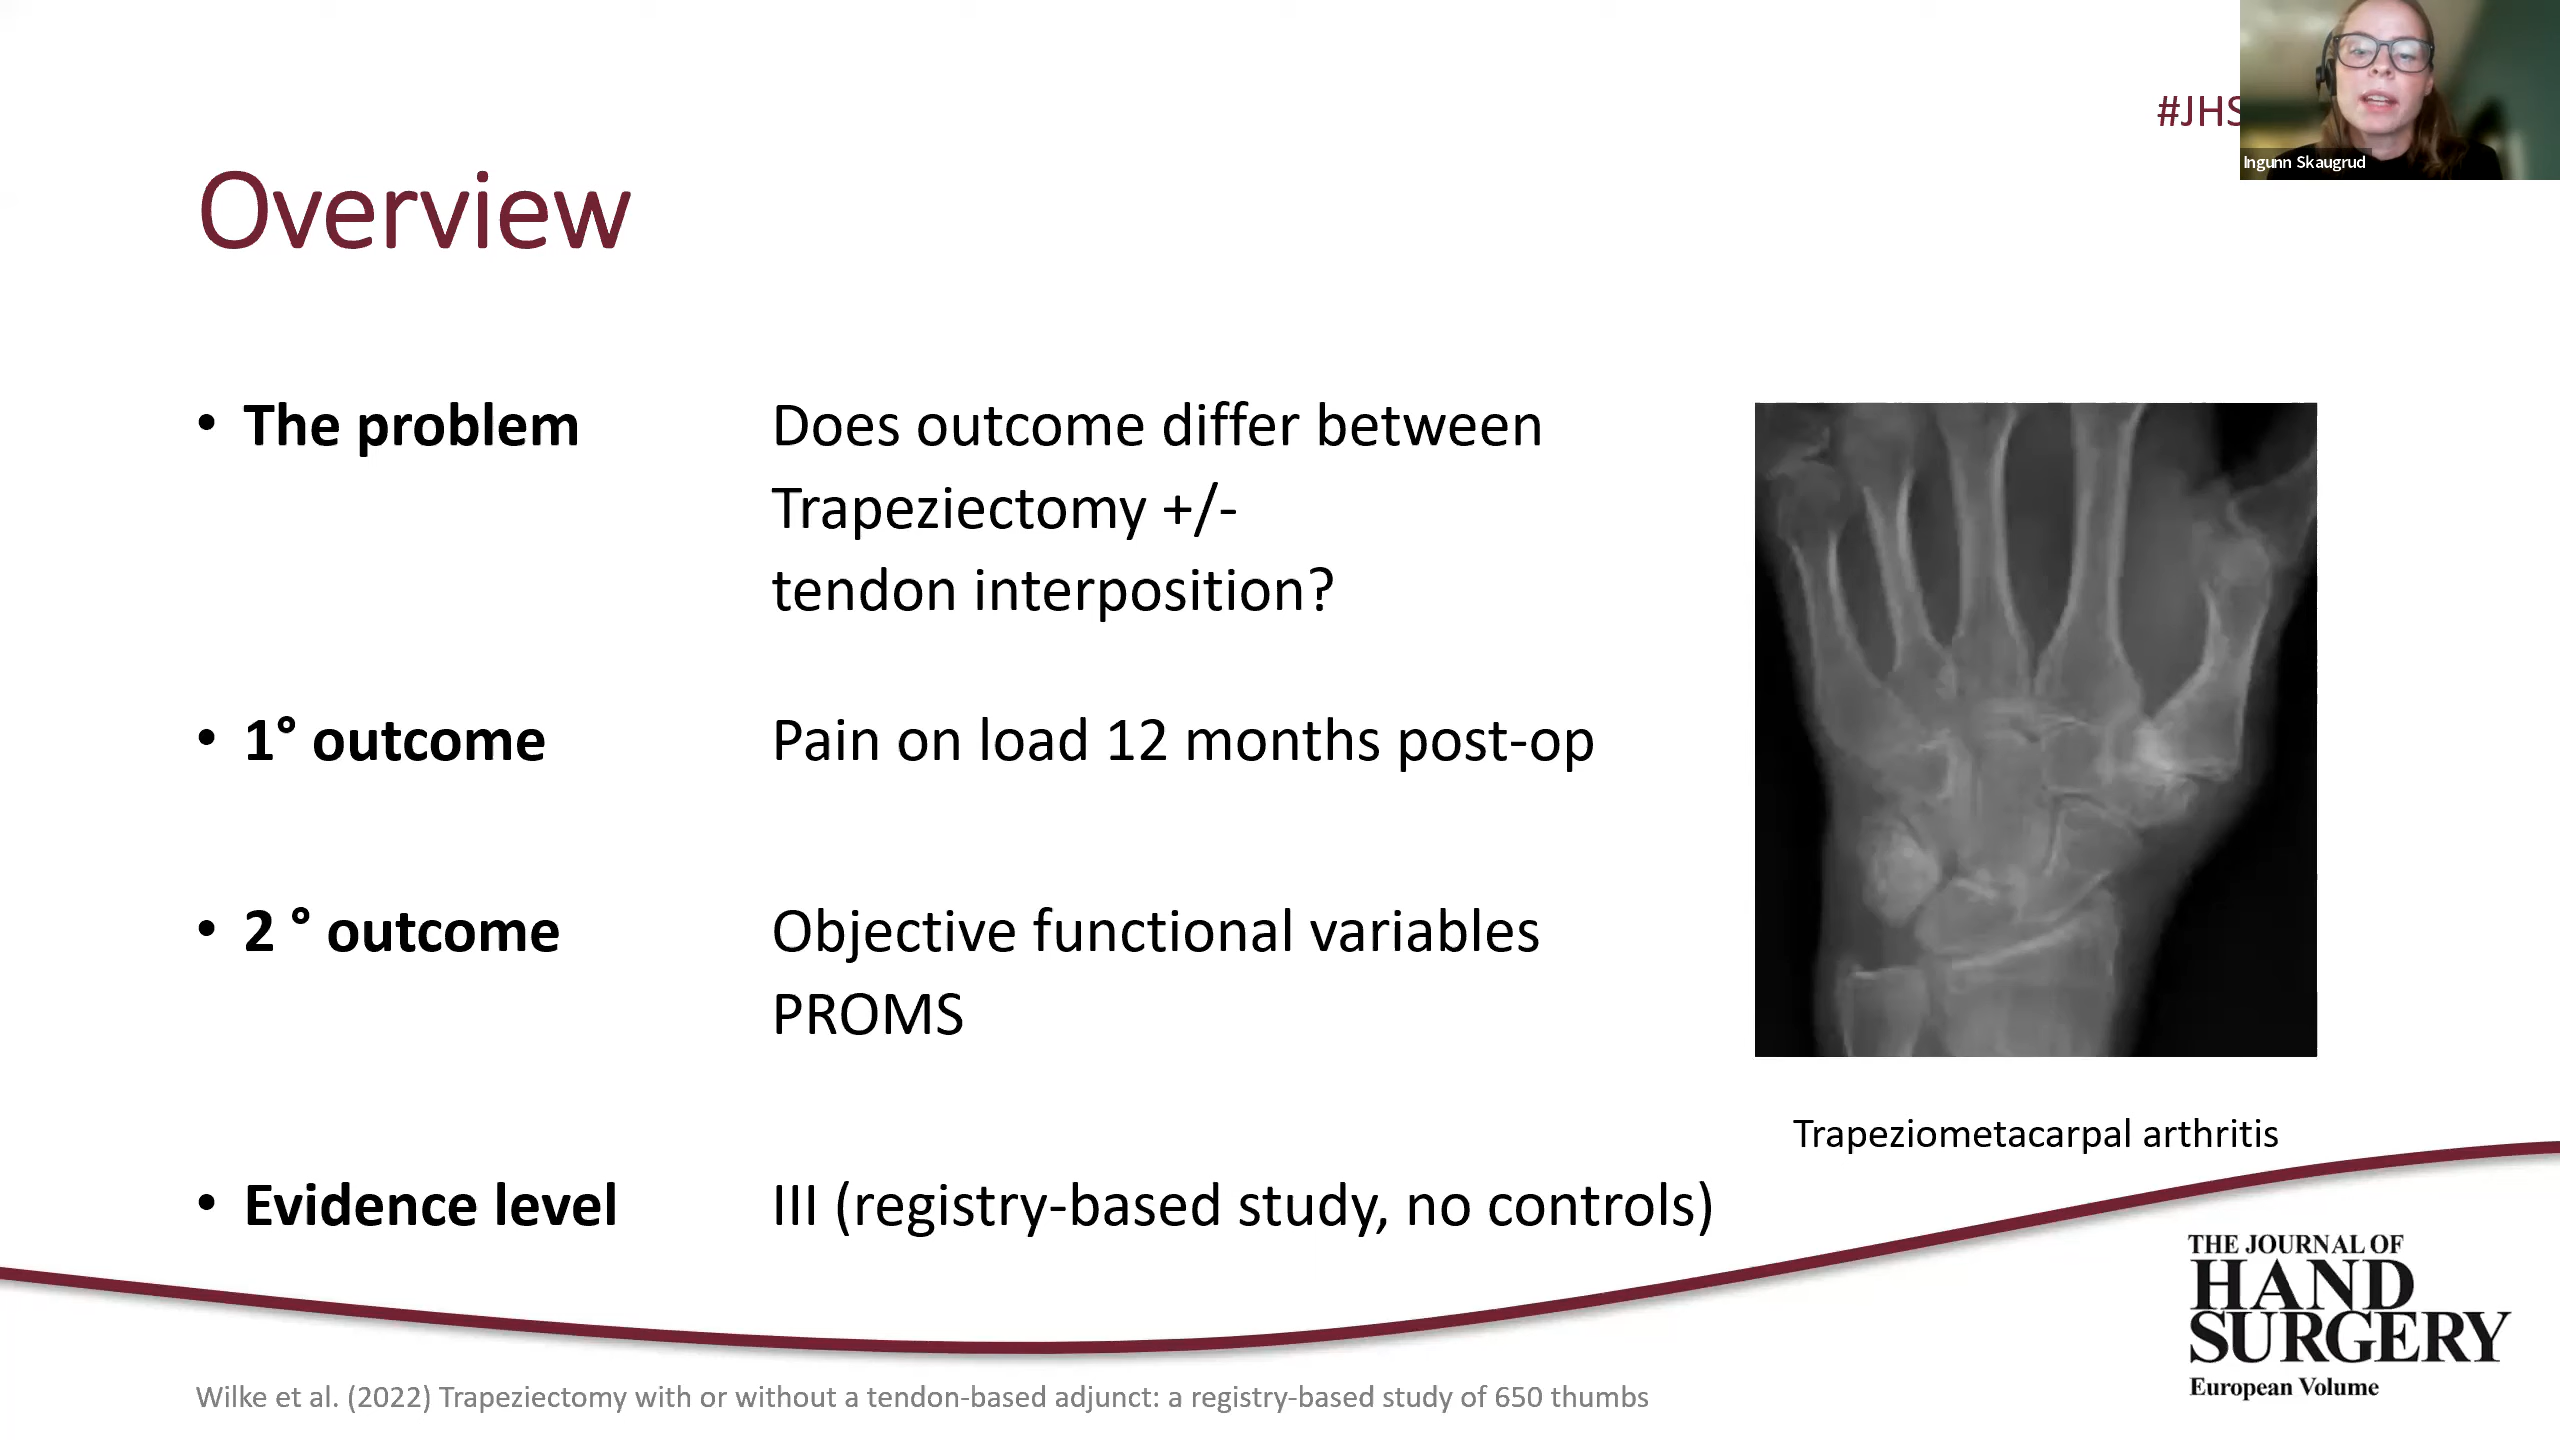 #JHS
Ingunn Skaugrud
Overview
• The problem
Does outcome differ between
Trapeziectomy +/-
tendon interposition?
• 1° outcome
Pain on load 12 months post-op
• 2 ° outcome
Objective functional variables
PROMS
• Evidence level
III (registry-based study, no controls)
Trapeziometacarpal arthritis
THE JOURNAL OF
HAND
SURGERY
European Volume
Wilke et al. (2022) Trapeziectomy with or without a tendon-based adjunct: a registry-based study of 650 thumbs